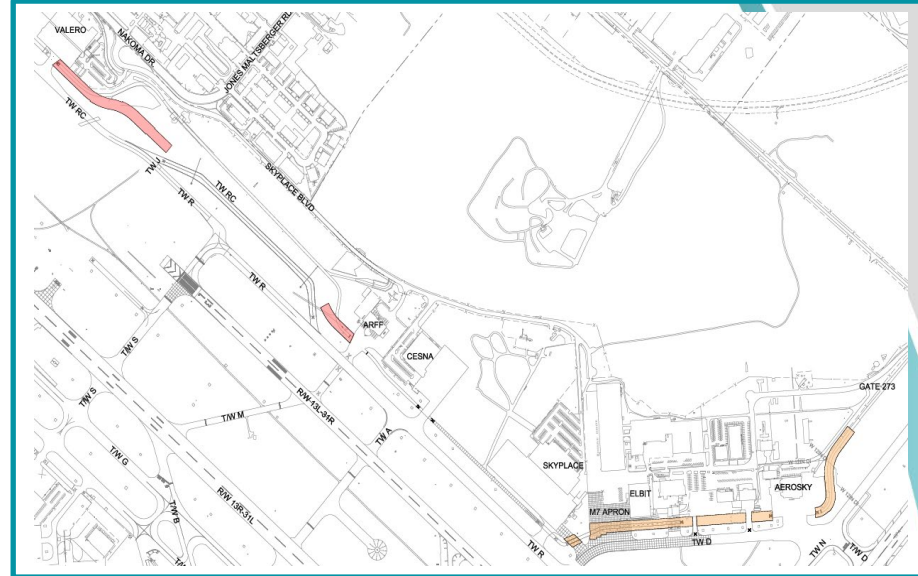 VALERO
NAKOMA DR
JONES MALTSBERGER RD
TW RC
TW J
TW R
TW RC
SKYPLACE BLVD
TW R
ARFF
CESNA
T/W S
T/W S
T/W M
R/W 13L-31R
TW A
T/W G
T/W B
R/W 13R-31L
TW R
GATE 273
SKYPLACE
ELBIT
AEROSKY
M7 APRON
TW D
TW N
T/W D